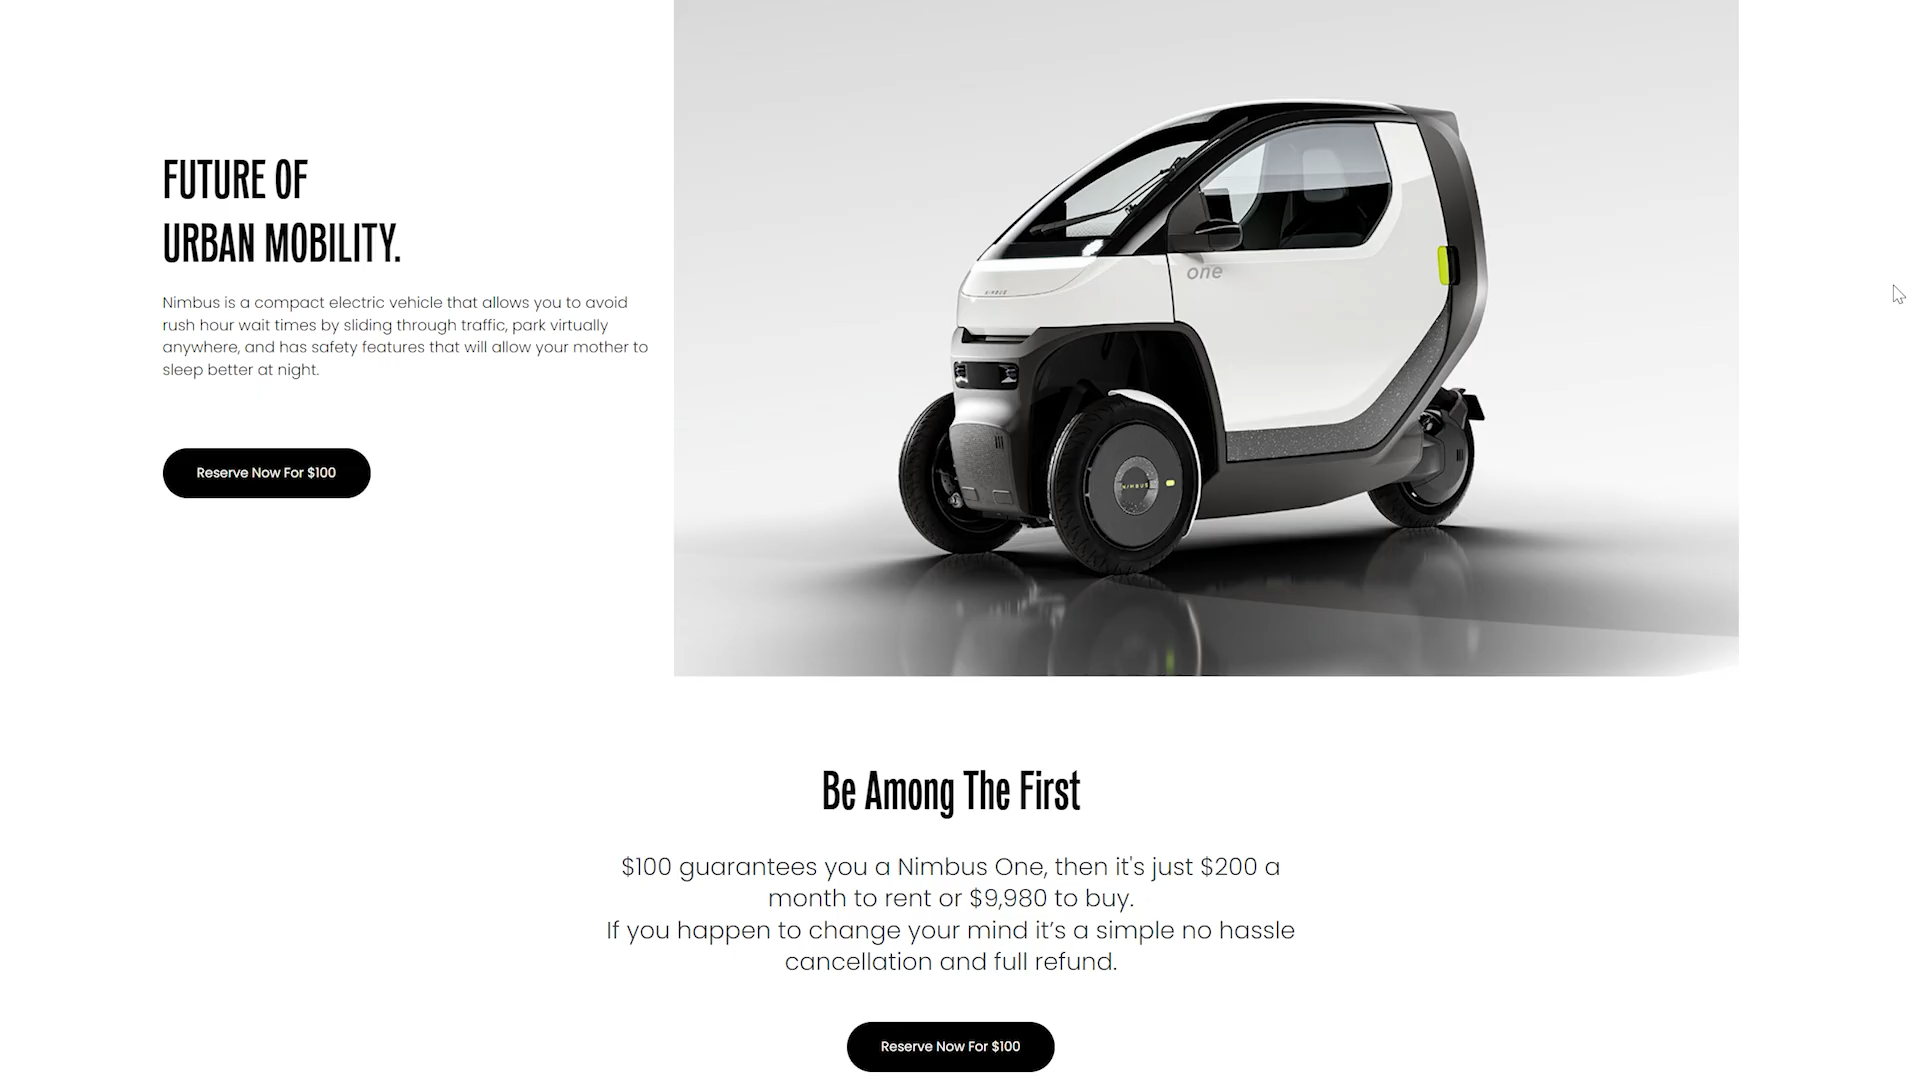 FUTURE OF
URBAN MOBILITY.
Nimbus is a compact electric vehicle that allows you to avoid
rush hour wait times by sliding through traffic, park virtually
anywhere, and has safety features that will allow your mother to
sleep better at night.
Reserve Now For $100
one
NIMBUS
NIMBUS
Be Among The First
$100 guarantees you a Nimbus One, then it's just $200 a
month to rent or $9,980 to buy.
If you happen to change your mind it’s a simple no hassle
cancellation and full refund.
Reserve Now For $100